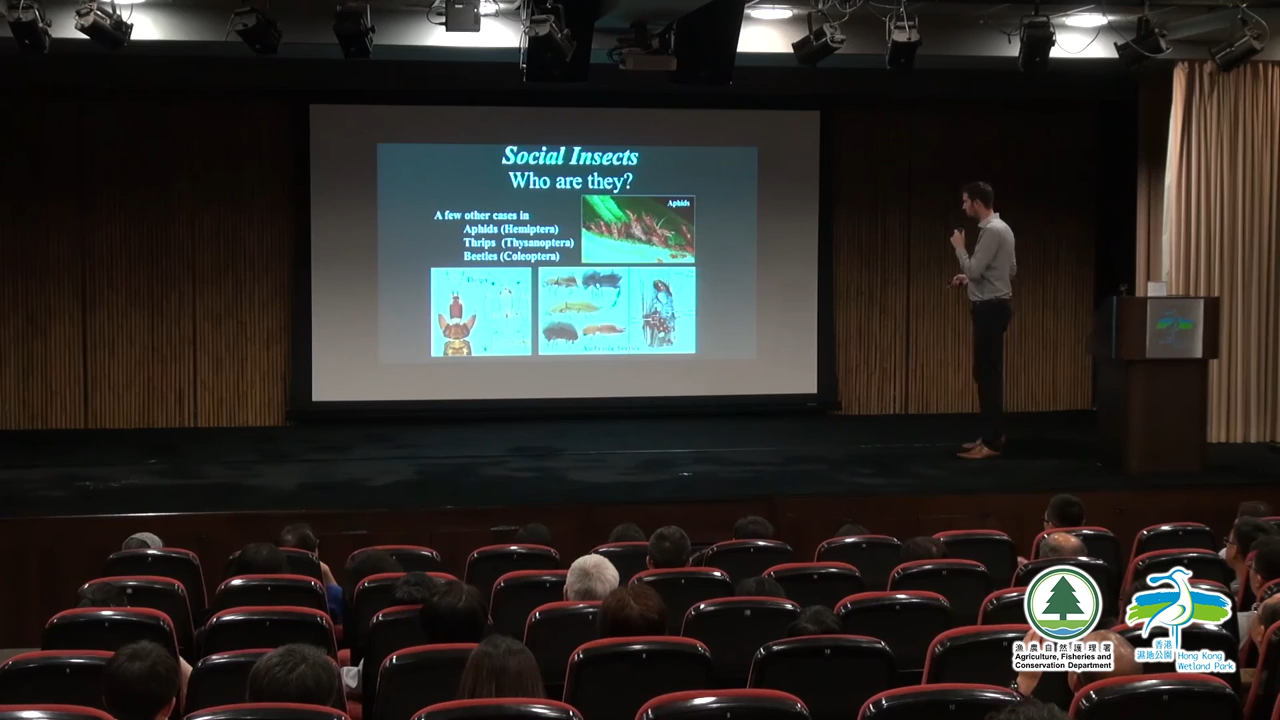 Social Insects
Who are they?
Aphids
A few other cases in
Aphids (Hemiptera)
Thrips (Thysanoptera)
Beetles (Coleoptera)
漁農自然護理署
Agriculture, Fisheries and
Conservation Department
香港
濕地公園
Hong Kong
Wetland Park